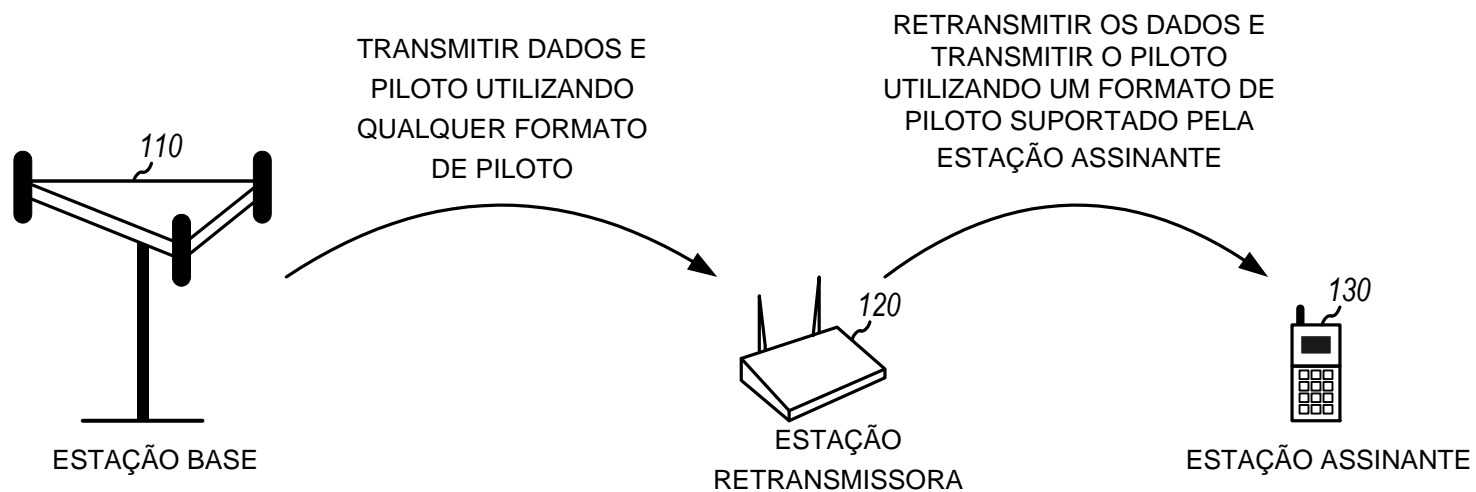 TRANSMITIR DADOS E
PILOTO UTILIZANDO
QUALQUER FORMATO
DE PILOTO
RETRANSMITIR OS DADOS E
TRANSMITIR O PILOTO
UTILIZANDO UM FORMATO DE
PILOTO SUPORTADO PELA
ESTAÇÃO ASSINANTE
110
120
130
ESTAÇÃO BASE
ESTAÇÃO
RETRANSMISSORA
ESTAÇÃO ASSINANTE